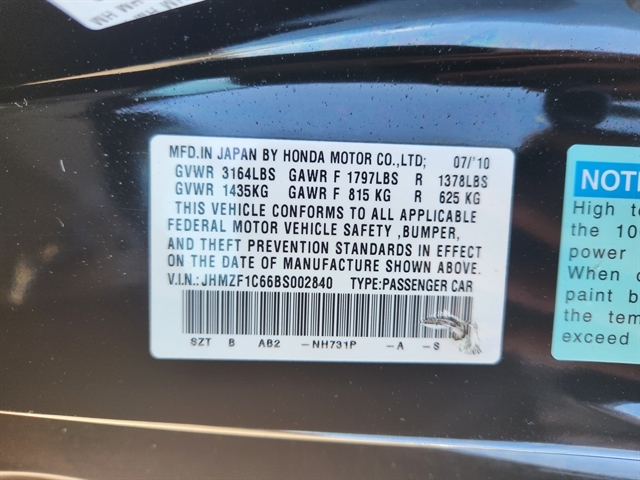 MFD.IN JAPAN BY HONDA MOTOR CO.,LTD; 07/'10
GVWR 3164LBS GAWR F 1797LBS R 1378LBS
GVWR 1435KG GAWR F 815 KG R 625 KG
THIS VEHICLE CONFORMS TO ALL APPLICABLE
FEDERAL MOTOR VEHICLE SAFETY ,BUMPER,
AND THEFT PREVENTION STANDARDS IN EFFECT
ON THE DATE OF MANUFACTURE SHOWN ABOVE.
V.I.N.:JHMZF1C66BS002840 TYPE:PASSENGER CAR
SZT B AB2 -NH731P -A -S
NOTI
High te
the 100
power
When d
paint b
the tem
exceed